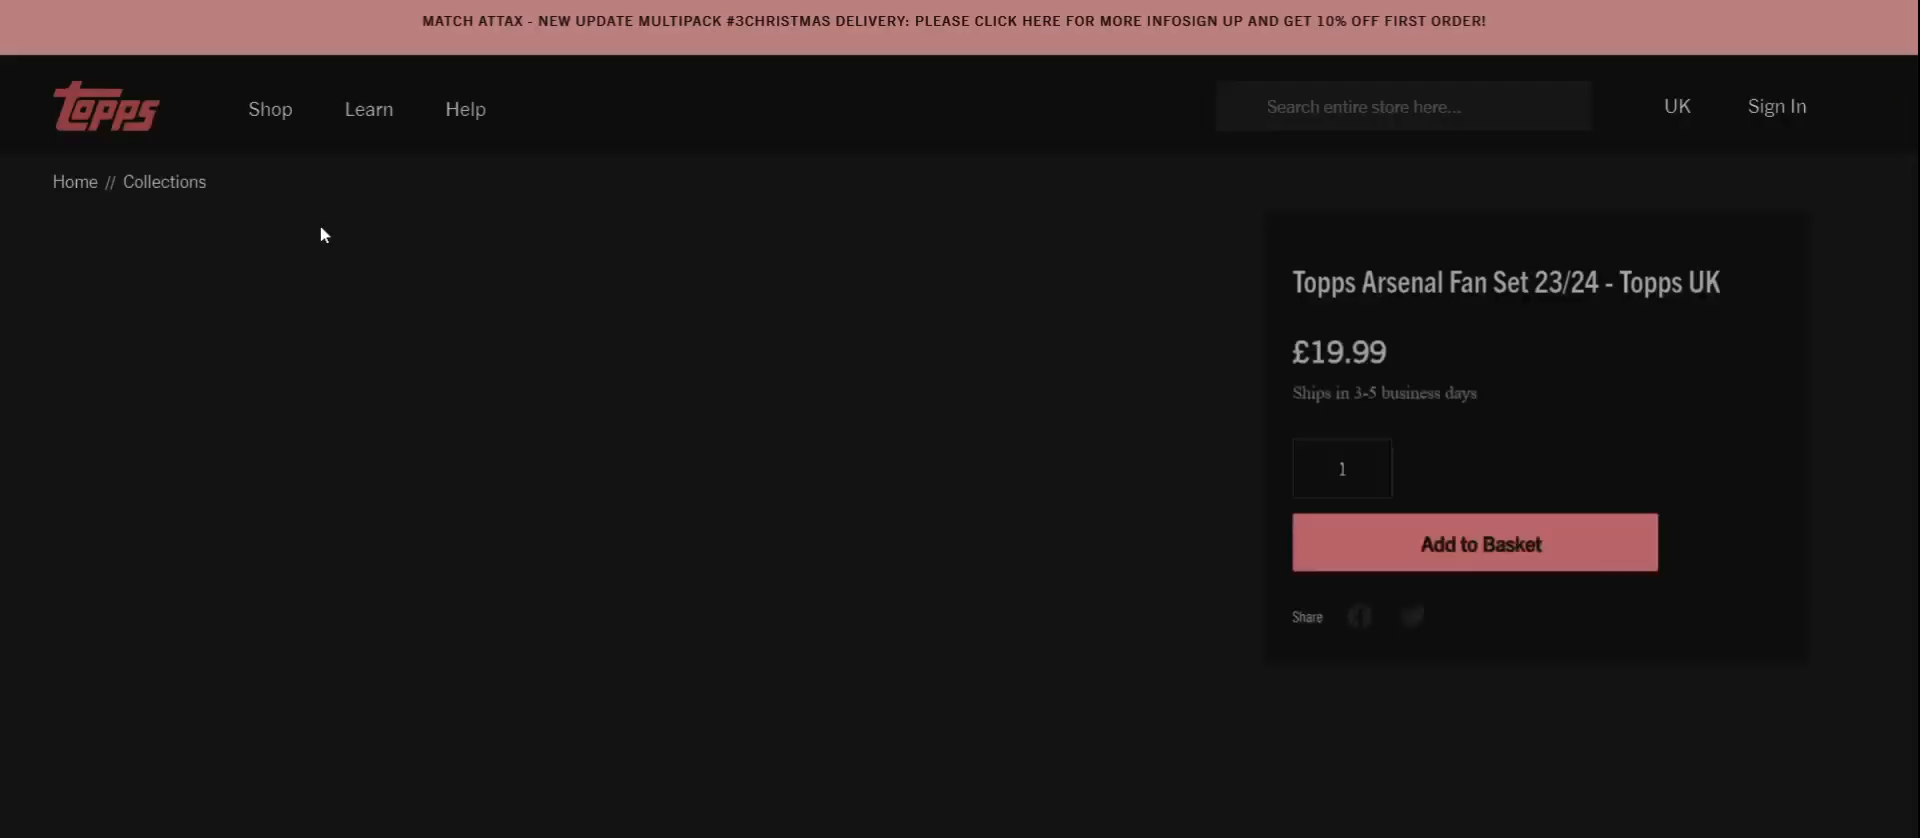 MATCH ATTAX - NEW UPDATE MULTIPACK #3CHRISTMAS DELIVERY: PLEASE CLICK HERE FOR MORE INFOSIGN UP AND GET 10% OFF FIRST ORDER!
topps
Shop Learn Help
Search entire store here...
UK
Sign In
Home // Collections
Topps Arsenal Fan Set 23/24 - Topps UK
£19.99
Ships in 3-5 business days
1
Add to Basket
Share